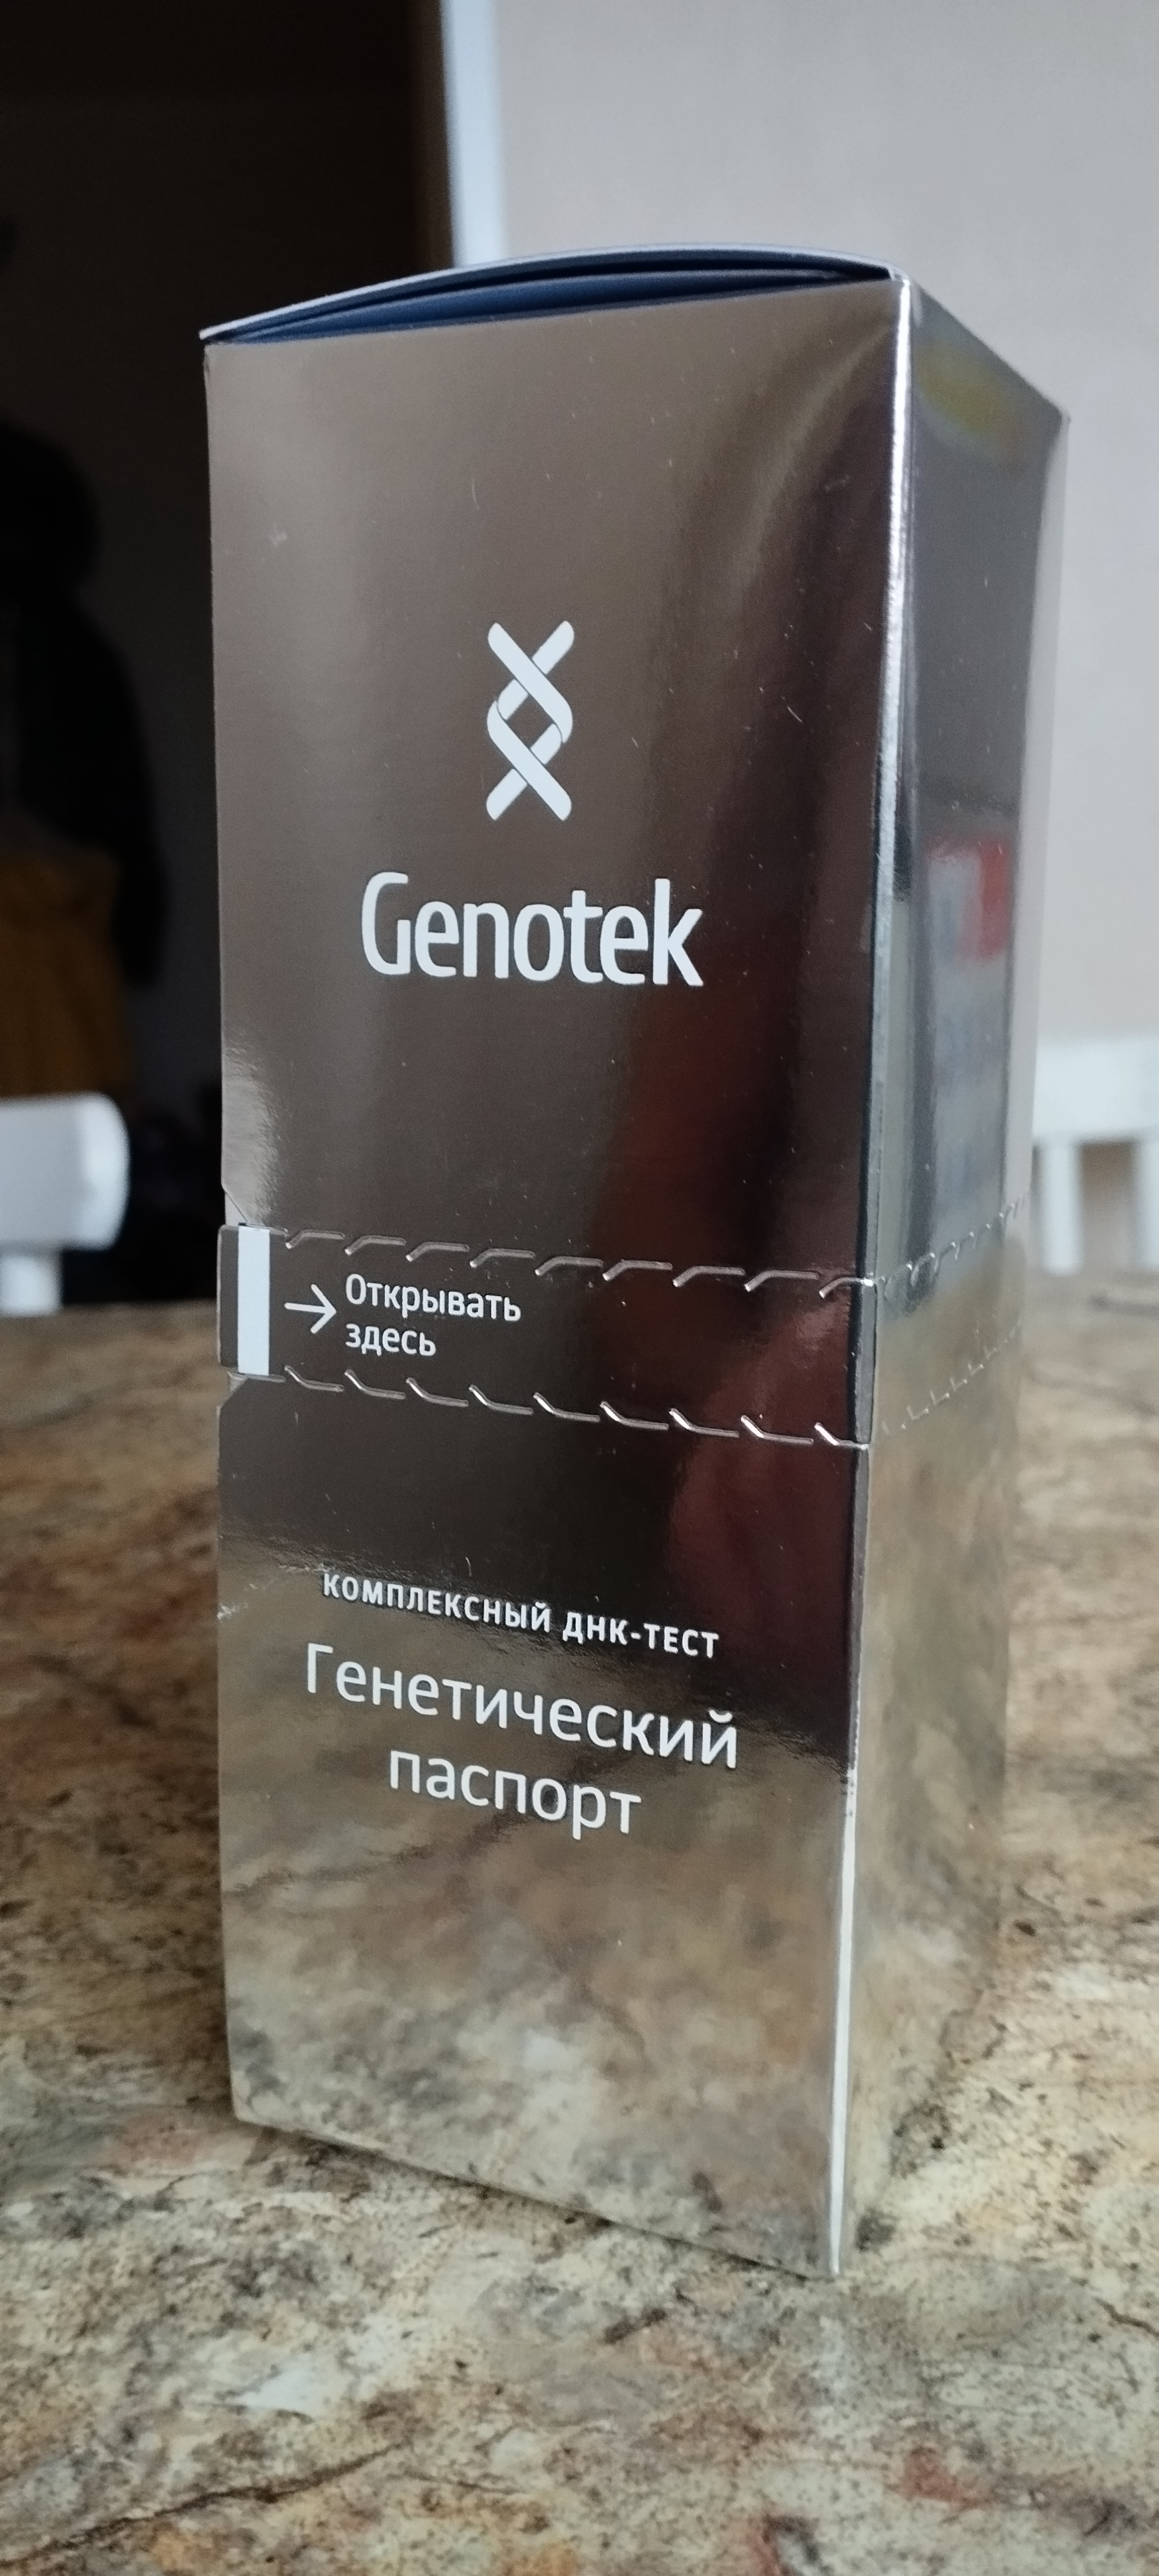 Genotek
Открывать
здесь
КОМПЛЕКСНЫЙ ДНК-ТЕСТ
Генетический
паспорт